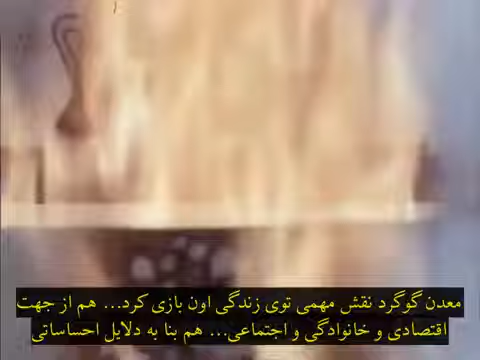 معدن گوگرد نقش مهمی توی زندگی اون بازی کرد... هم از جهت
اقتصادی و خانوادگی و اجتماعی... هم بنا به دلایل احساساتی